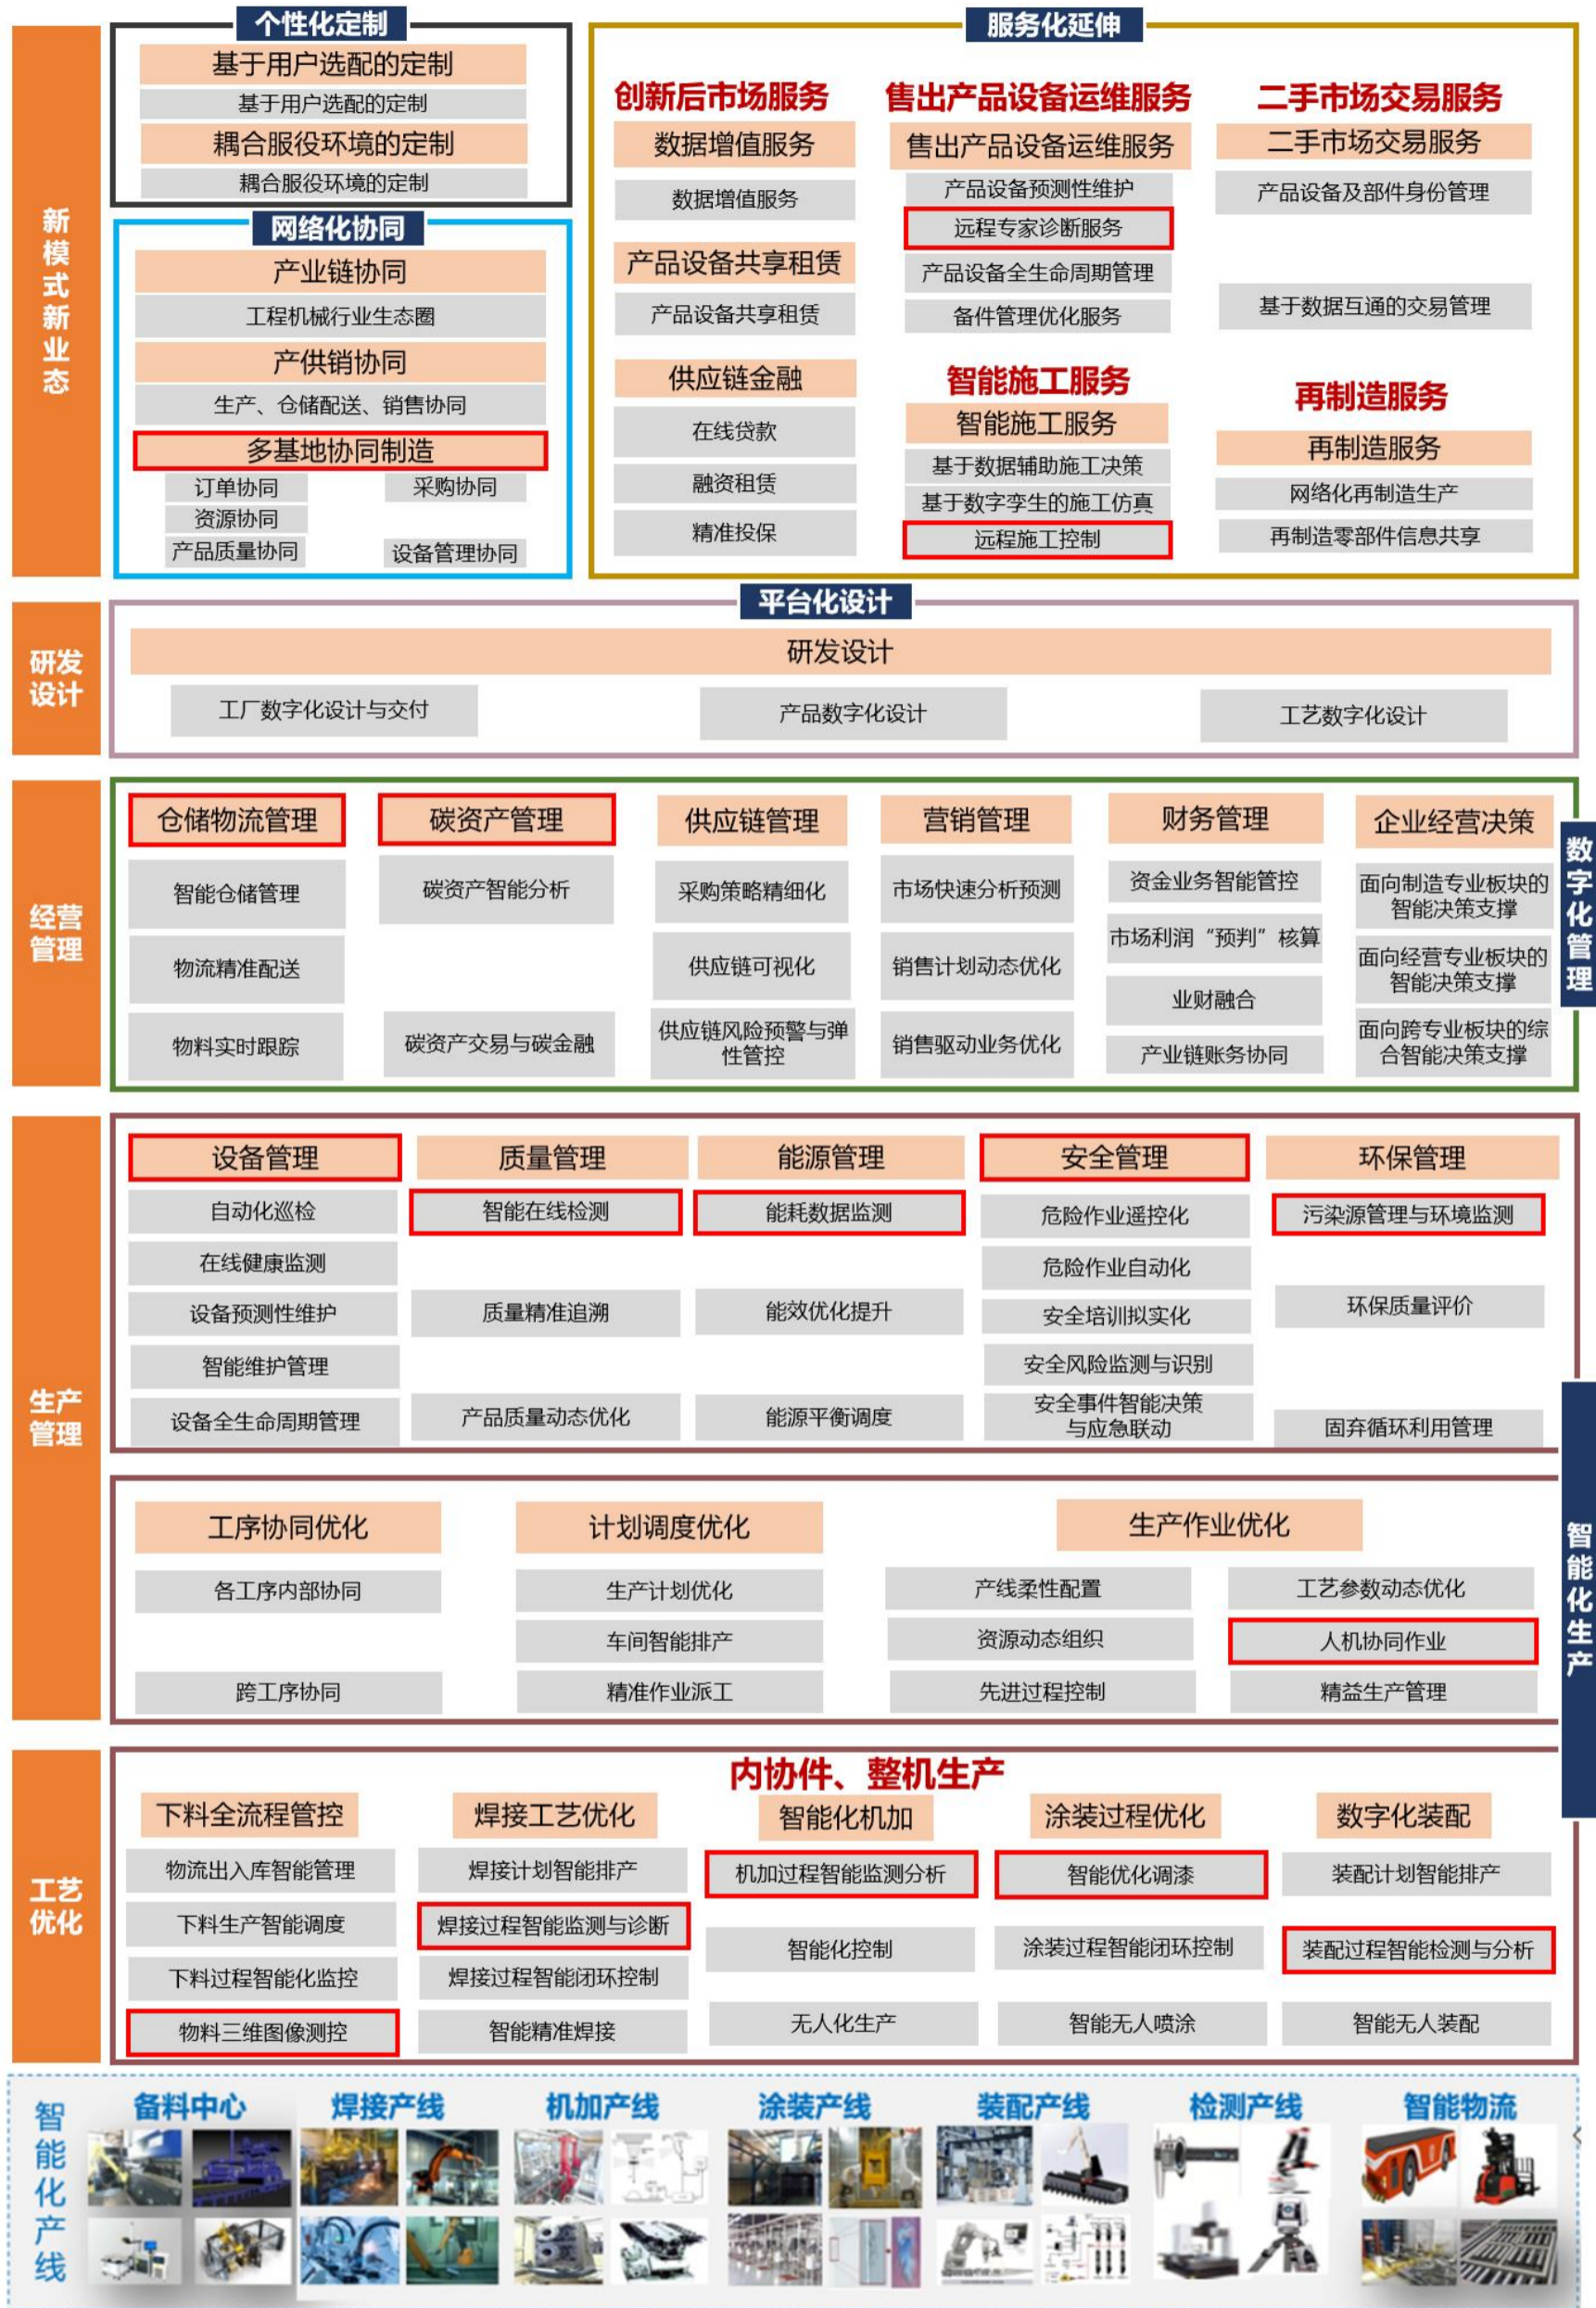 新模式新业态
个性化定制
基于用户选配的定制
基于用户选配的定制
耦合服役环境的定制
耦合服役环境的定制
网络化协同
产业链协同
工程机械行业生态圈
产供销协同
生产、仓储配送、销售协同
多基地协同制造
订单协同
采购协同
资源协同
产品质量协同
设备管理协同
服务化延伸
创新后市场服务
数据增值服务
数据增值服务
产品设备共享租赁
产品设备共享租赁
供应链金融
在线贷款
融资租赁
精准投保
售出产品设备运维服务
售出产品设备运维服务
产品设备预测性维护
远程专家诊断服务
产品设备全生命周期管理
备件管理优化服务
智能施工服务
智能施工服务
基于数据辅助施工决策
基于数字孪生的施工仿真
远程施工控制
二手市场交易服务
二手市场交易服务
产品设备及部件身份管理
基于数据互通的交易管理
再制造服务
再制造服务
网络化再制造生产
再制造零部件信息共享
研发
设计
平台化设计
研发设计
工厂数字化设计与交付
产品数字化设计
工艺数字化设计
经营
管理
数字化管理
仓储物流管理
智能仓储管理
物流精准配送
物料实时跟踪
碳资产管理
碳资产智能分析
碳资产交易与碳金融
供应链管理
采购策略精细化
供应链可视化
供应链风险预警与弹
性管控
营销管理
市场快速分析预测
销售计划动态优化
销售驱动业务优化
财务管理
资金业务智能管控
市场利润“预判”核算
业财融合
产业链账务协同
企业经营决策
面向制造专业板块的
智能决策支撑
面向经营专业板块的
智能决策支撑
面向跨专业板块的综
合智能决策支撑
生产
管理
智能化生产
设备管理
自动化巡检
在线健康监测
设备预测性维护
智能维护管理
设备全生命周期管理
质量管理
智能在线检测
质量精准追溯
产品质量动态优化
能源管理
能耗数据监测
能效优化提升
能源平衡调度
安全管理
危险作业遥控化
危险作业自动化
安全培训拟实化
安全风险监测与识别
安全事件智能决策
与应急联动
环保管理
污染源管理与环境监测
环保质量评价
固弃循环利用管理
工序协同优化
各工序内部协同
跨工序协同
计划调度优化
生产计划优化
车间智能排产
精准作业派工
生产作业优化
产线柔性配置
工艺参数动态优化
资源动态组织
人机协同作业
先进过程控制
精益生产管理
工艺
优化
内协件、整机生产
下料全流程管控
物流出入库智能管理
下料生产智能调度
下料过程智能化监控
物料三维图像测控
焊接工艺优化
焊接计划智能排产
焊接过程智能监测与诊断
焊接过程智能闭环控制
智能精准焊接
智能化机加
机加过程智能监测分析
智能化控制
无人化生产
涂装过程优化
智能优化调漆
涂装过程智能闭环控制
智能无人喷涂
数字化装配
装配计划智能排产
装配过程智能检测与分析
智能无人装配
智能化产线
备料中心
焊接产线
机加产线
涂装产线
装配产线
检测产线
智能物流